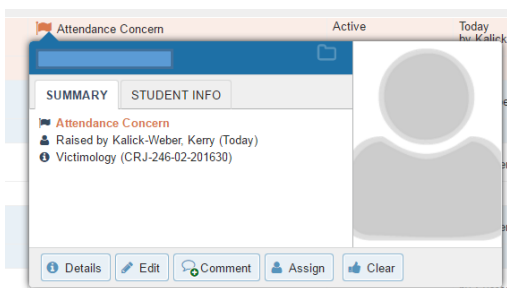 Attendance Concern Active Today
by Kalick
SUMMARY STUDENT INFO
Attendance Concern
Raised by Kalick-Weber, Kerry (Today)
Victimology (CRJ-246-02-201630)
Details Edit Comment Assign Clear